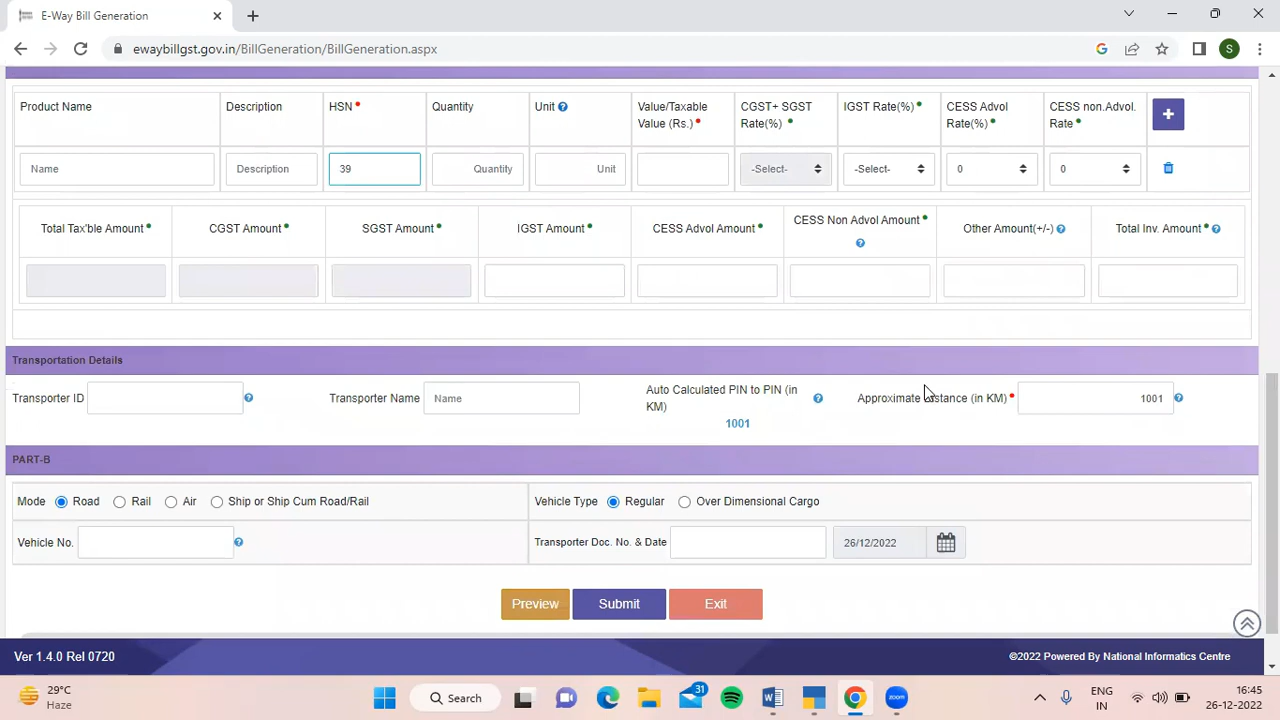 E-Way Bill Generation
ewaybillgst.gov.in/BillGeneration/BillGeneration.aspx
S
Product Name Description HSN Quantity Unit Value/Taxable Value (Rs.) CGST+ SGST Rate(%) IGST Rate(%) CESS Advol Rate(%) CESS non.Advol. Rate +
Name Description 39 Quantity Unit -Select- -Select- 0 0
Total Tax'ble Amount CGST Amount SGST Amount IGST Amount CESS Advol Amount CESS Non Advol Amount Other Amount(+/-) Total Inv. Amount
Transportation Details
Transporter ID Transporter Name Name Auto Calculated PIN to PIN (in KM) 1001 Approximate Distance (in KM) 1001
PART-B
Mode Road Rail Air Ship or Ship Cum Road/Rail Vehicle Type Regular Over Dimensional Cargo
Vehicle No. Transporter Doc. No. & Date 26/12/2022
Preview Submit Exit
Ver 1.4.0 Rel 0720 ©2022 Powered By National Informatics Centre
29°C
Haze
Search
31
ENG
IN
16:45
26-12-2022